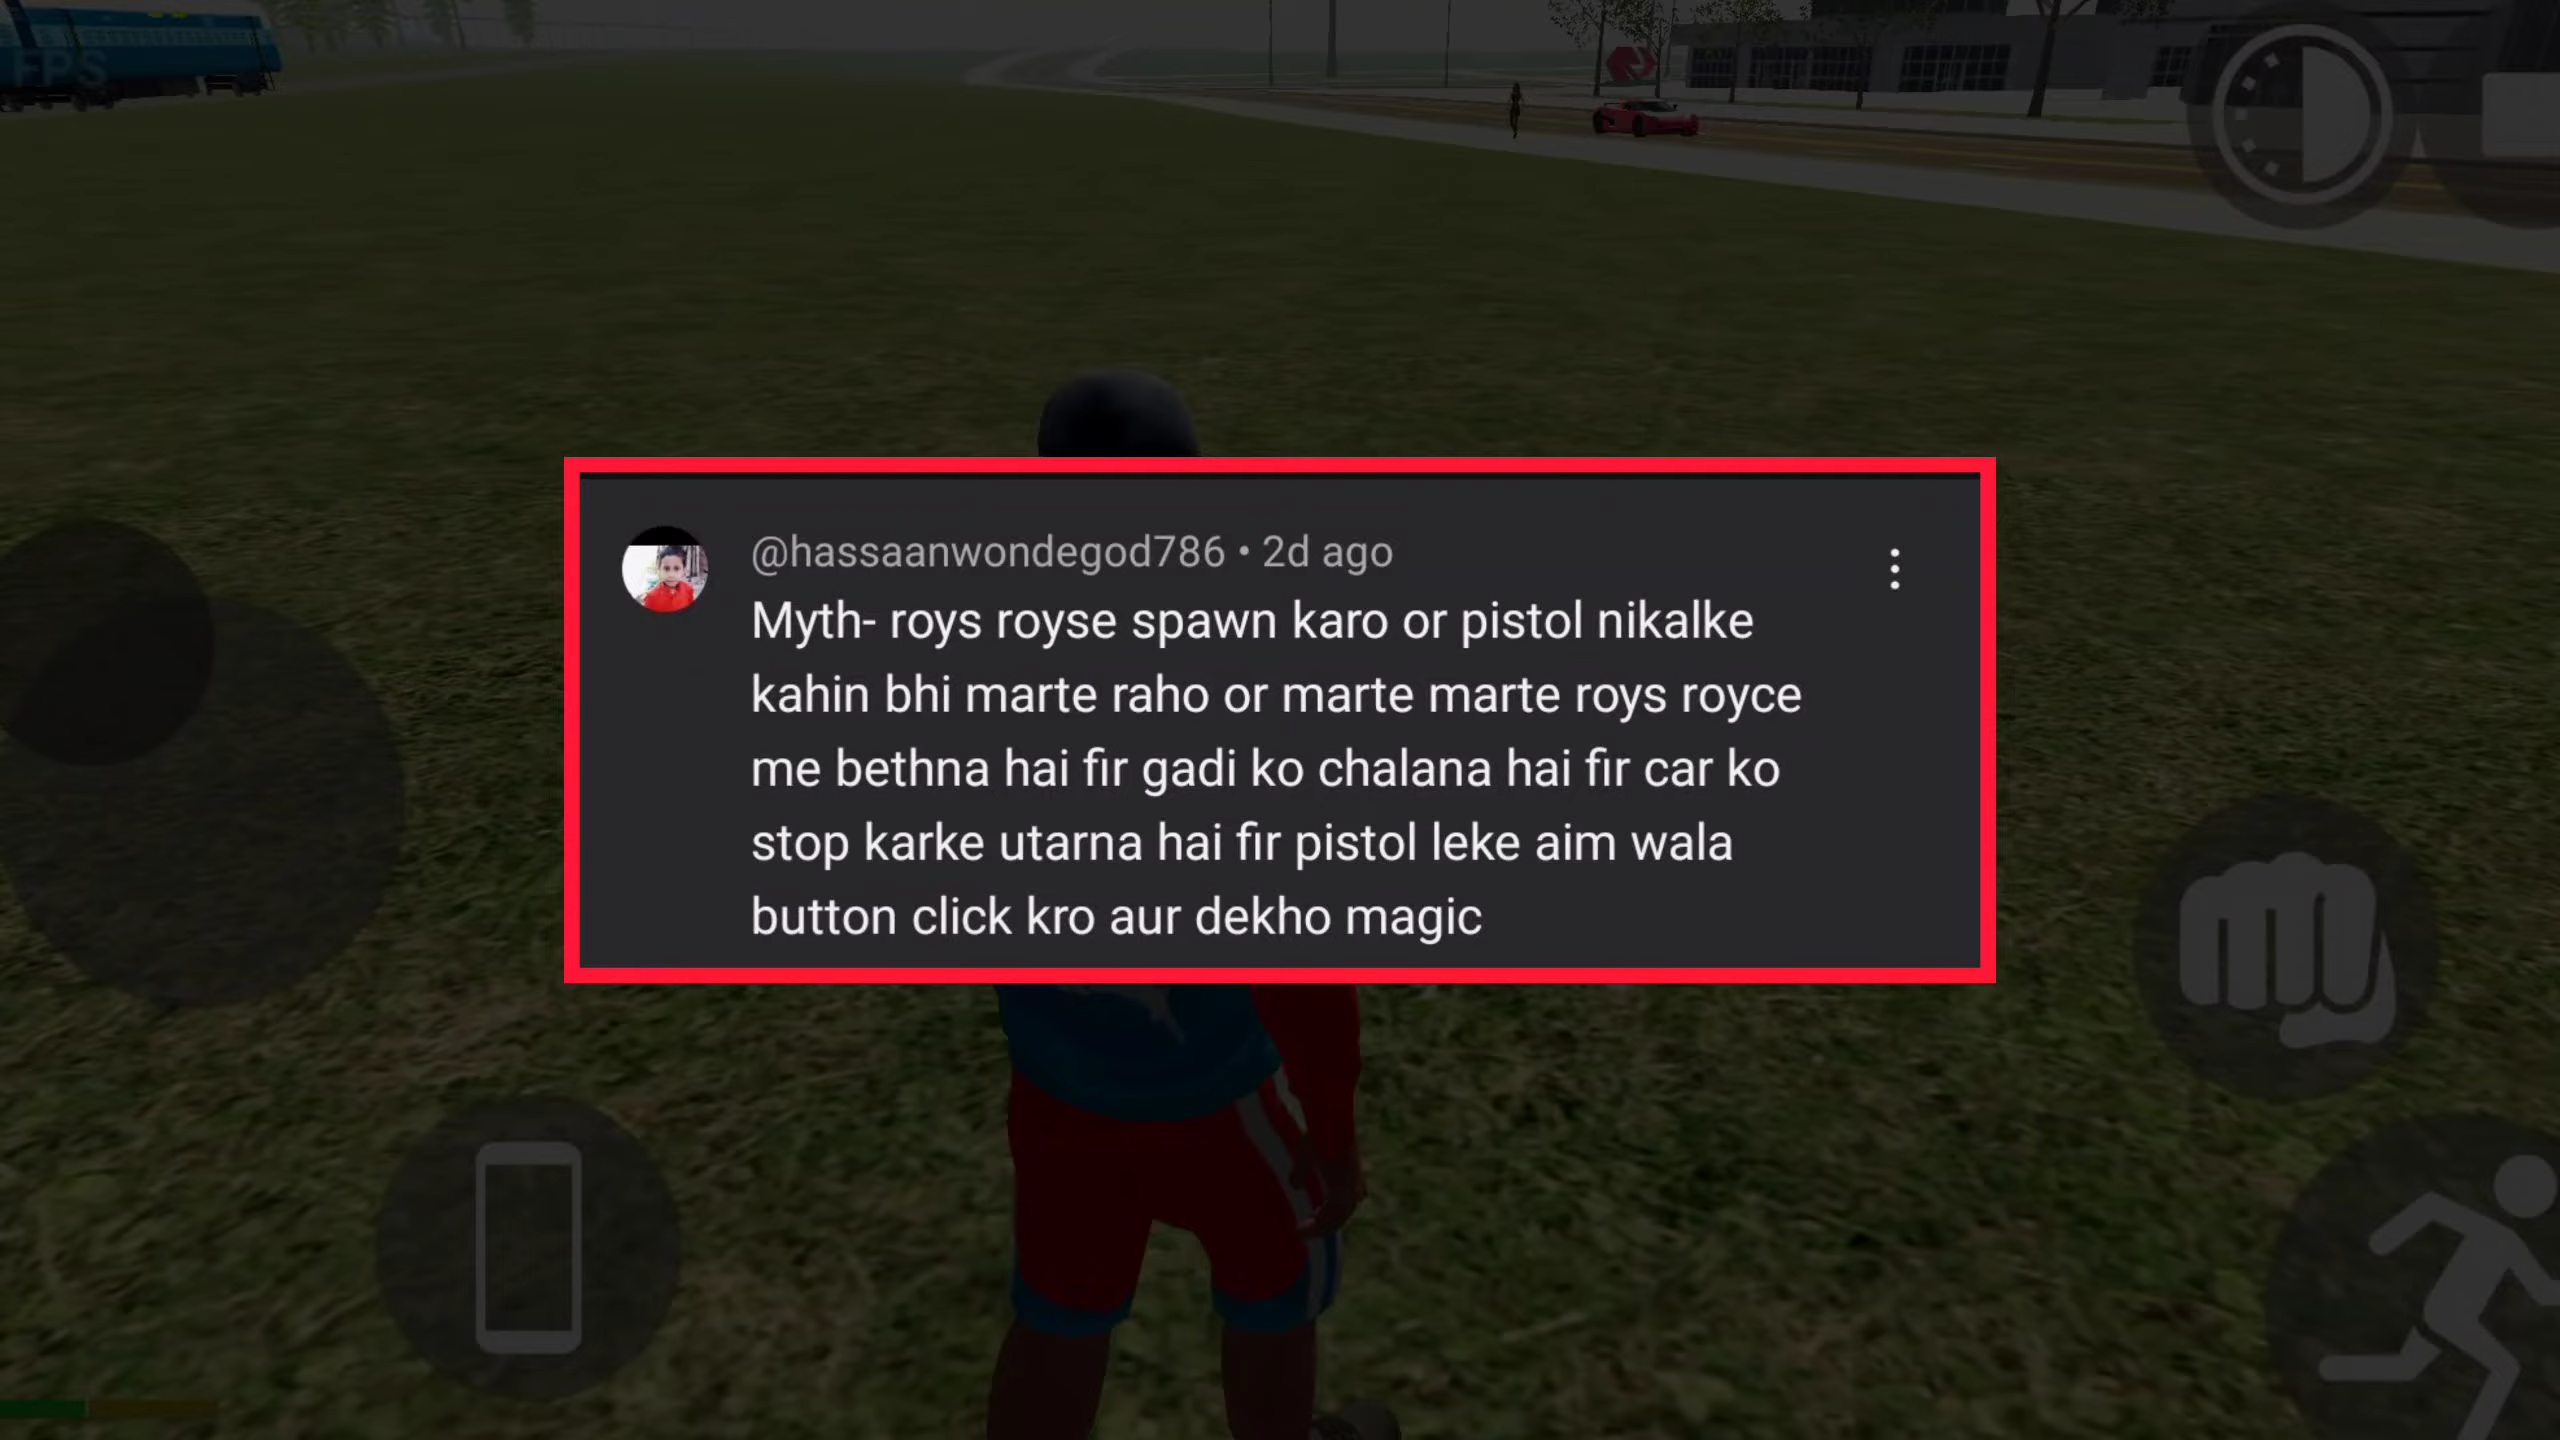 FPS
@hassaanwondegod786 • 2d ago
Myth- roys royse spawn karo or pistol nikalke
kahin bhi marte raho or marte marte roys royce
me bethna hai fir gadi ko chalana hai fir car ko
stop karke utarna hai fir pistol leke aim wala
button click kro aur dekho magic